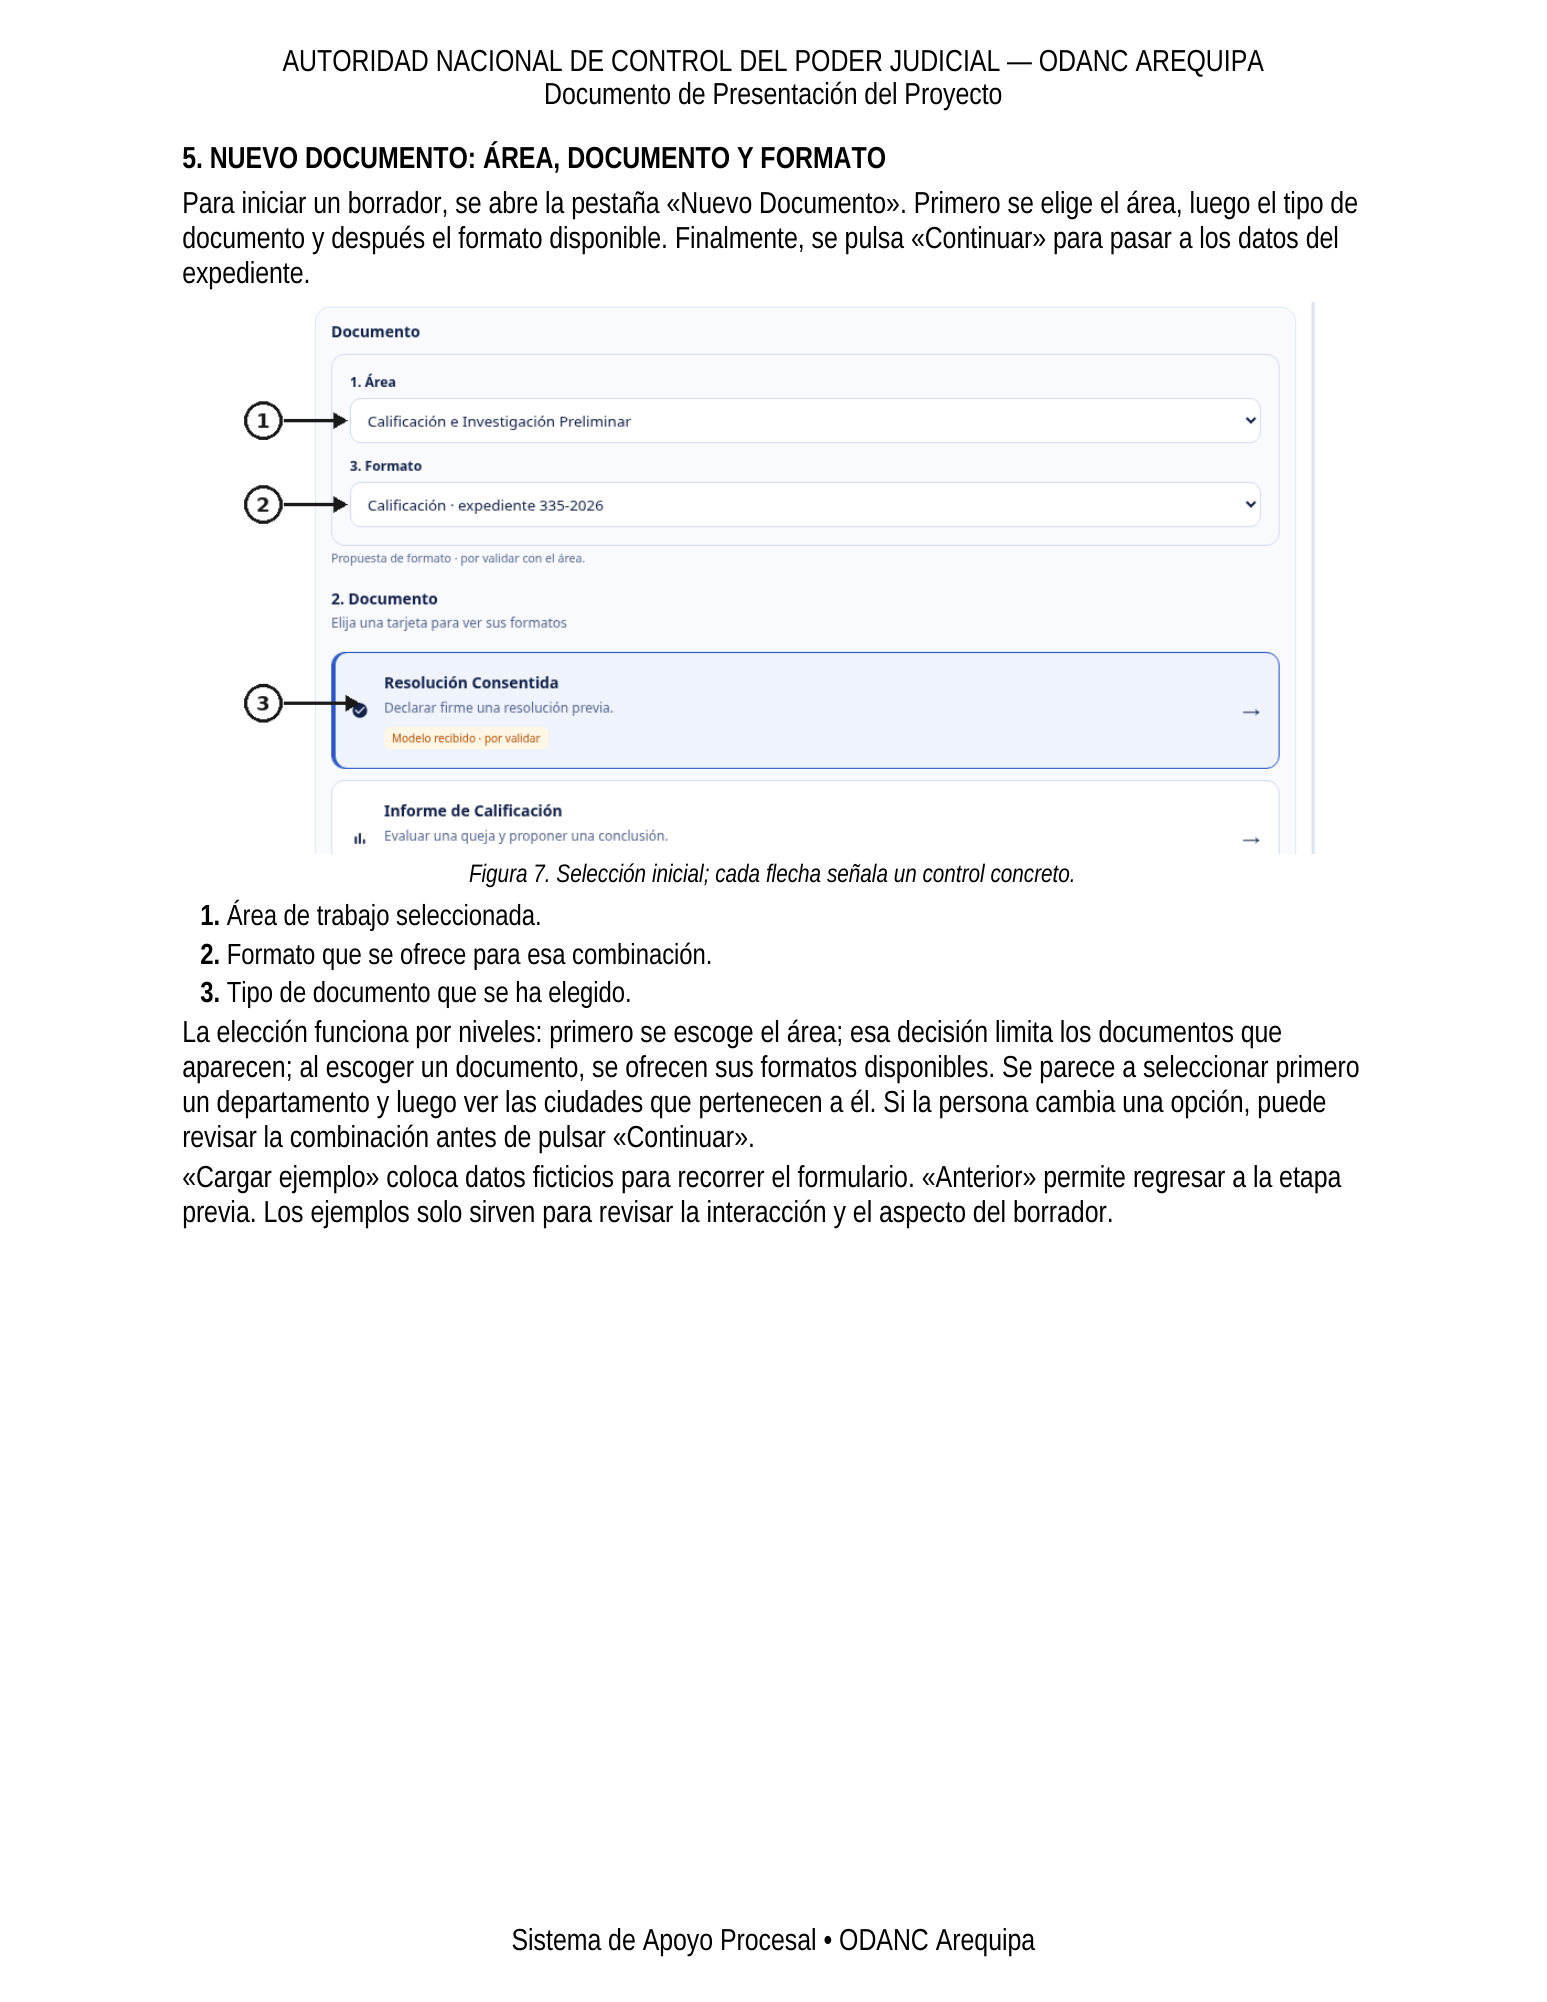 AUTORIDAD NACIONAL DE CONTROL DEL PODER JUDICIAL — ODANC AREQUIPA
Documento de Presentación del Proyecto
5. NUEVO DOCUMENTO: ÁREA, DOCUMENTO Y FORMATO
Para iniciar un borrador, se abre la pestaña «Nuevo Documento». Primero se elige el área, luego el tipo de
documento y después el formato disponible. Finalmente, se pulsa «Continuar» para pasar a los datos del
expediente.
Documento
1. Área
1
Calificación e Investigación Preliminar
3. Formato
2
Calificación · expediente 335-2026
Propuesta de formato · por validar con el área.
2. Documento
Elija una tarjeta para ver sus formatos
Resolución Consentida
3
Declarar firme una resolución previa.
→
Modelo recibido · por validar
Informe de Calificación
Evaluar una queja y proponer una conclusión.
→
Figura 7. Selección inicial; cada flecha señala un control concreto.
1. Área de trabajo seleccionada.
2. Formato que se ofrece para esa combinación.
3. Tipo de documento que se ha elegido.
La elección funciona por niveles: primero se escoge el área; esa decisión limita los documentos que
aparecen; al escoger un documento, se ofrecen sus formatos disponibles. Se parece a seleccionar primero
un departamento y luego ver las ciudades que pertenecen a él. Si la persona cambia una opción, puede
revisar la combinación antes de pulsar «Continuar».
«Cargar ejemplo» coloca datos ficticios para recorrer el formulario. «Anterior» permite regresar a la etapa
previa. Los ejemplos solo sirven para revisar la interacción y el aspecto del borrador.
Sistema de Apoyo Procesal • ODANC Arequipa